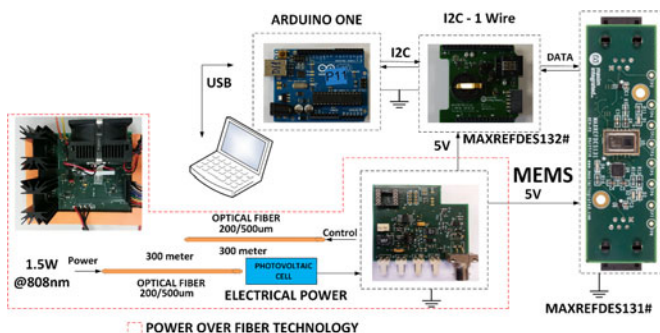 ARDUINO ONE
I2C - 1 Wire
I2C
DATA
USB
P11
MAXREFDES132#
5V
MEMS
5V
OPTICAL FIBER
200/500um
Control
300 meter
300 meter
1.5W
@808nm
Power
OPTICAL FIBER
200/500um
PHOTOVOLTAIC
CELL
ELECTRICAL POWER
MAXREFDES131#
POWER OVER FIBER TECHNOLOGY